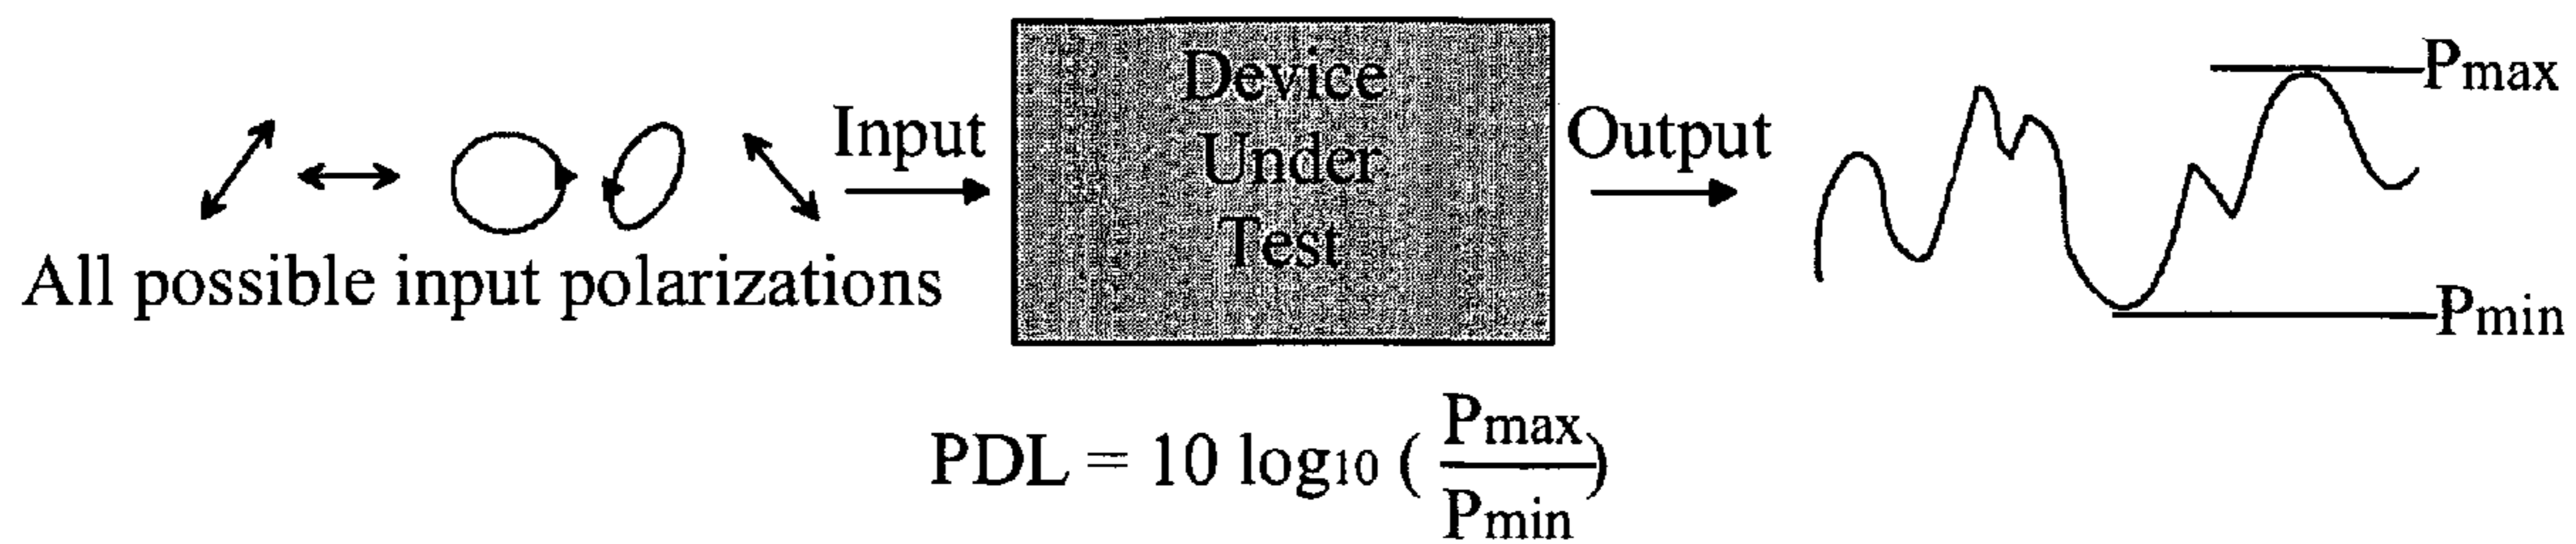 Pmax
Device
Input
Output
Under
Test
All possible input polarizations
Pmin
PDL = 10 log10 ( Pmax / Pmin )